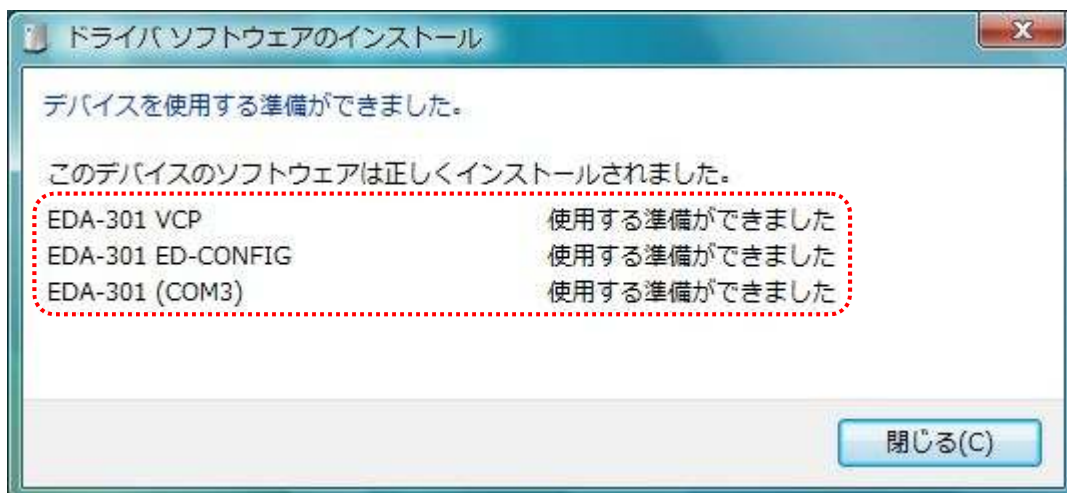 ドライバ ソフトウェアのインストール
デバイスを使用する準備ができました。
このデバイスのソフトウェアは正しくインストールされました。
EDA-301 VCP 使用する準備ができました
EDA-301 ED-CONFIG 使用する準備ができました
EDA-301 (COM3) 使用する準備ができました
閉じる(C)